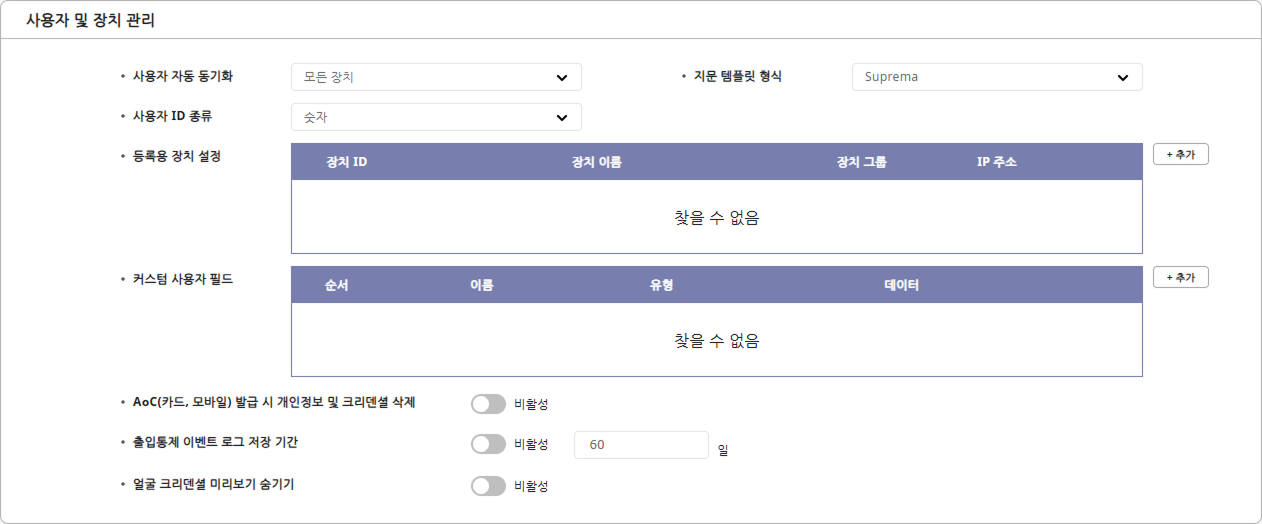 사용자 및 장치 관리
사용자 자동 동기화 모든 장치 지문 템플릿 형식 Suprema
사용자 ID 종류 숫자
등록용 장치 설정 장치 ID 장치 이름 장치 그룹 IP 주소 + 추가
찾을 수 없음
커스텀 사용자 필드 순서 이름 유형 데이터 + 추가
찾을 수 없음
AoC(카드, 모바일) 발급 시 개인정보 및 크리덴셜 삭제 비활성
출입통제 이벤트 로그 저장 기간 비활성 60 일
얼굴 크리덴셜 미리보기 숨기기 비활성